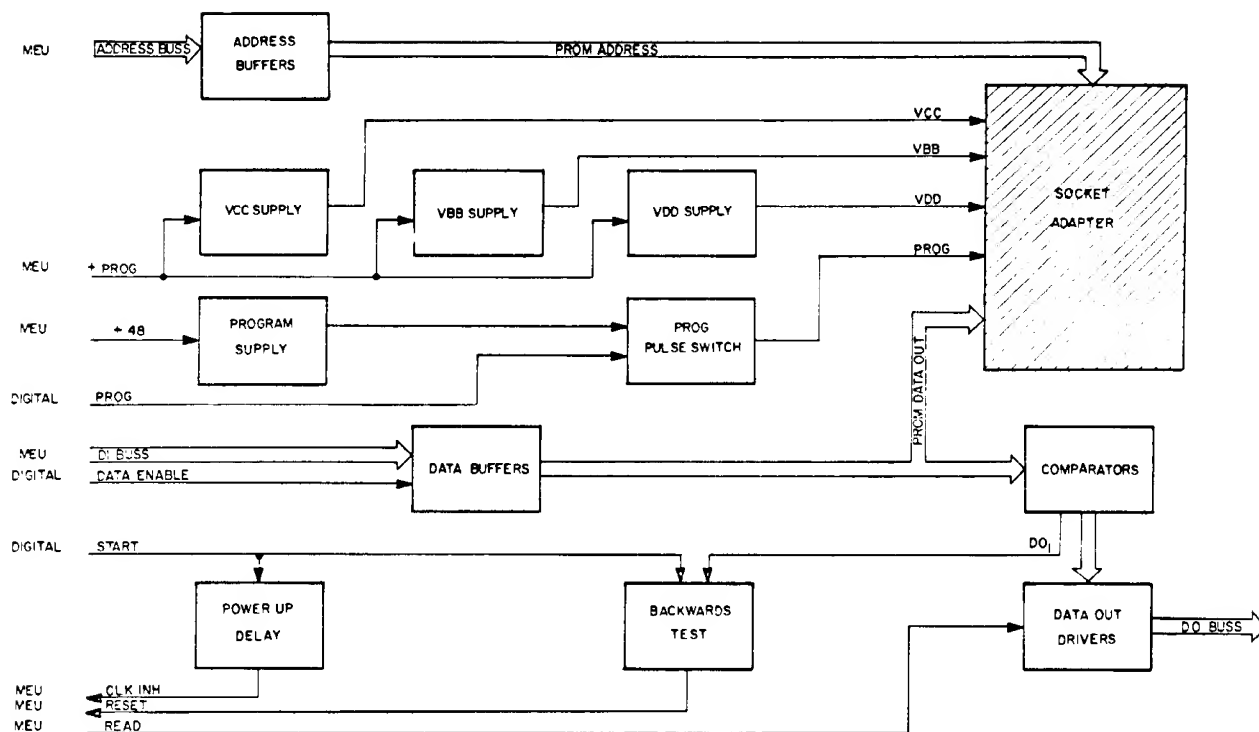 MEU
ADDRESS BUSS
ADDRESS
BUFFERS
PROM ADDRESS
VCC
VBB
VDD
PROG
SOCKET
ADAPTER
VCC SUPPLY
VBB SUPPLY
VDD SUPPLY
MEU
+ PROG
MEU
+ 48
PROGRAM
SUPPLY
PROG
PULSE SWITCH
DIGITAL
PROG
PROM DATA OUT
MEU
DI BUSS
DIGITAL
DATA ENABLE
DATA BUFFERS
COMPARATORS
DIGITAL
START
DO1
POWER UP
DELAY
BACKWARDS
TEST
DATA OUT
DRIVERS
DO BUSS
MEU
CLK INH
MEU
RESET
MEU
READ